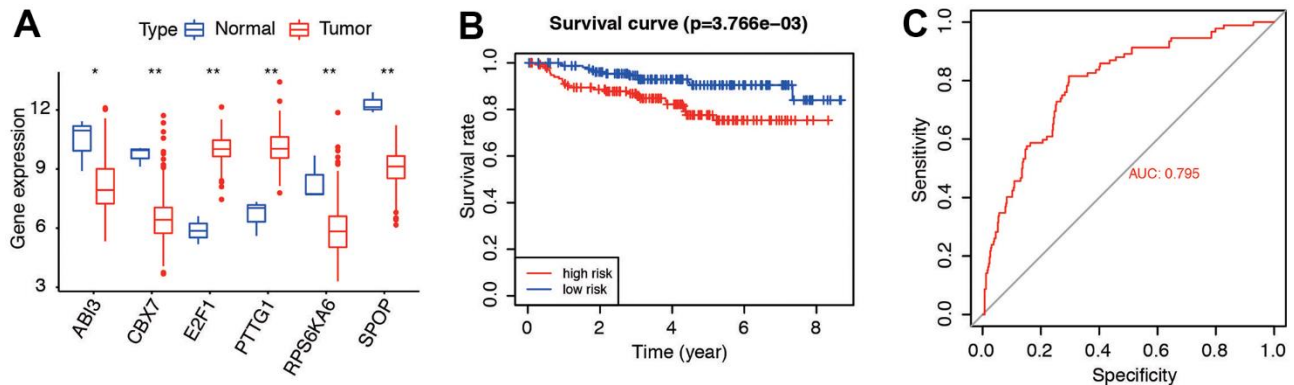 A
Type Normal Tumor
* ** ** ** ** **
Gene expression
12
9
6
3
ABI3 CBX7 E2F1 PTTG1 RPS6KA6 SPOP
B
Survival curve (p=3.766e−03)
Survival rate
1.0
0.8
0.6
0.4
0.2
0.0
high risk
low risk
0 2 4 6 8
Time (year)
C
Sensitivity
1.0
0.8
0.6
0.4
0.2
0.0
AUC: 0.795
0.0 0.2 0.4 0.6 0.8 1.0
Specificity